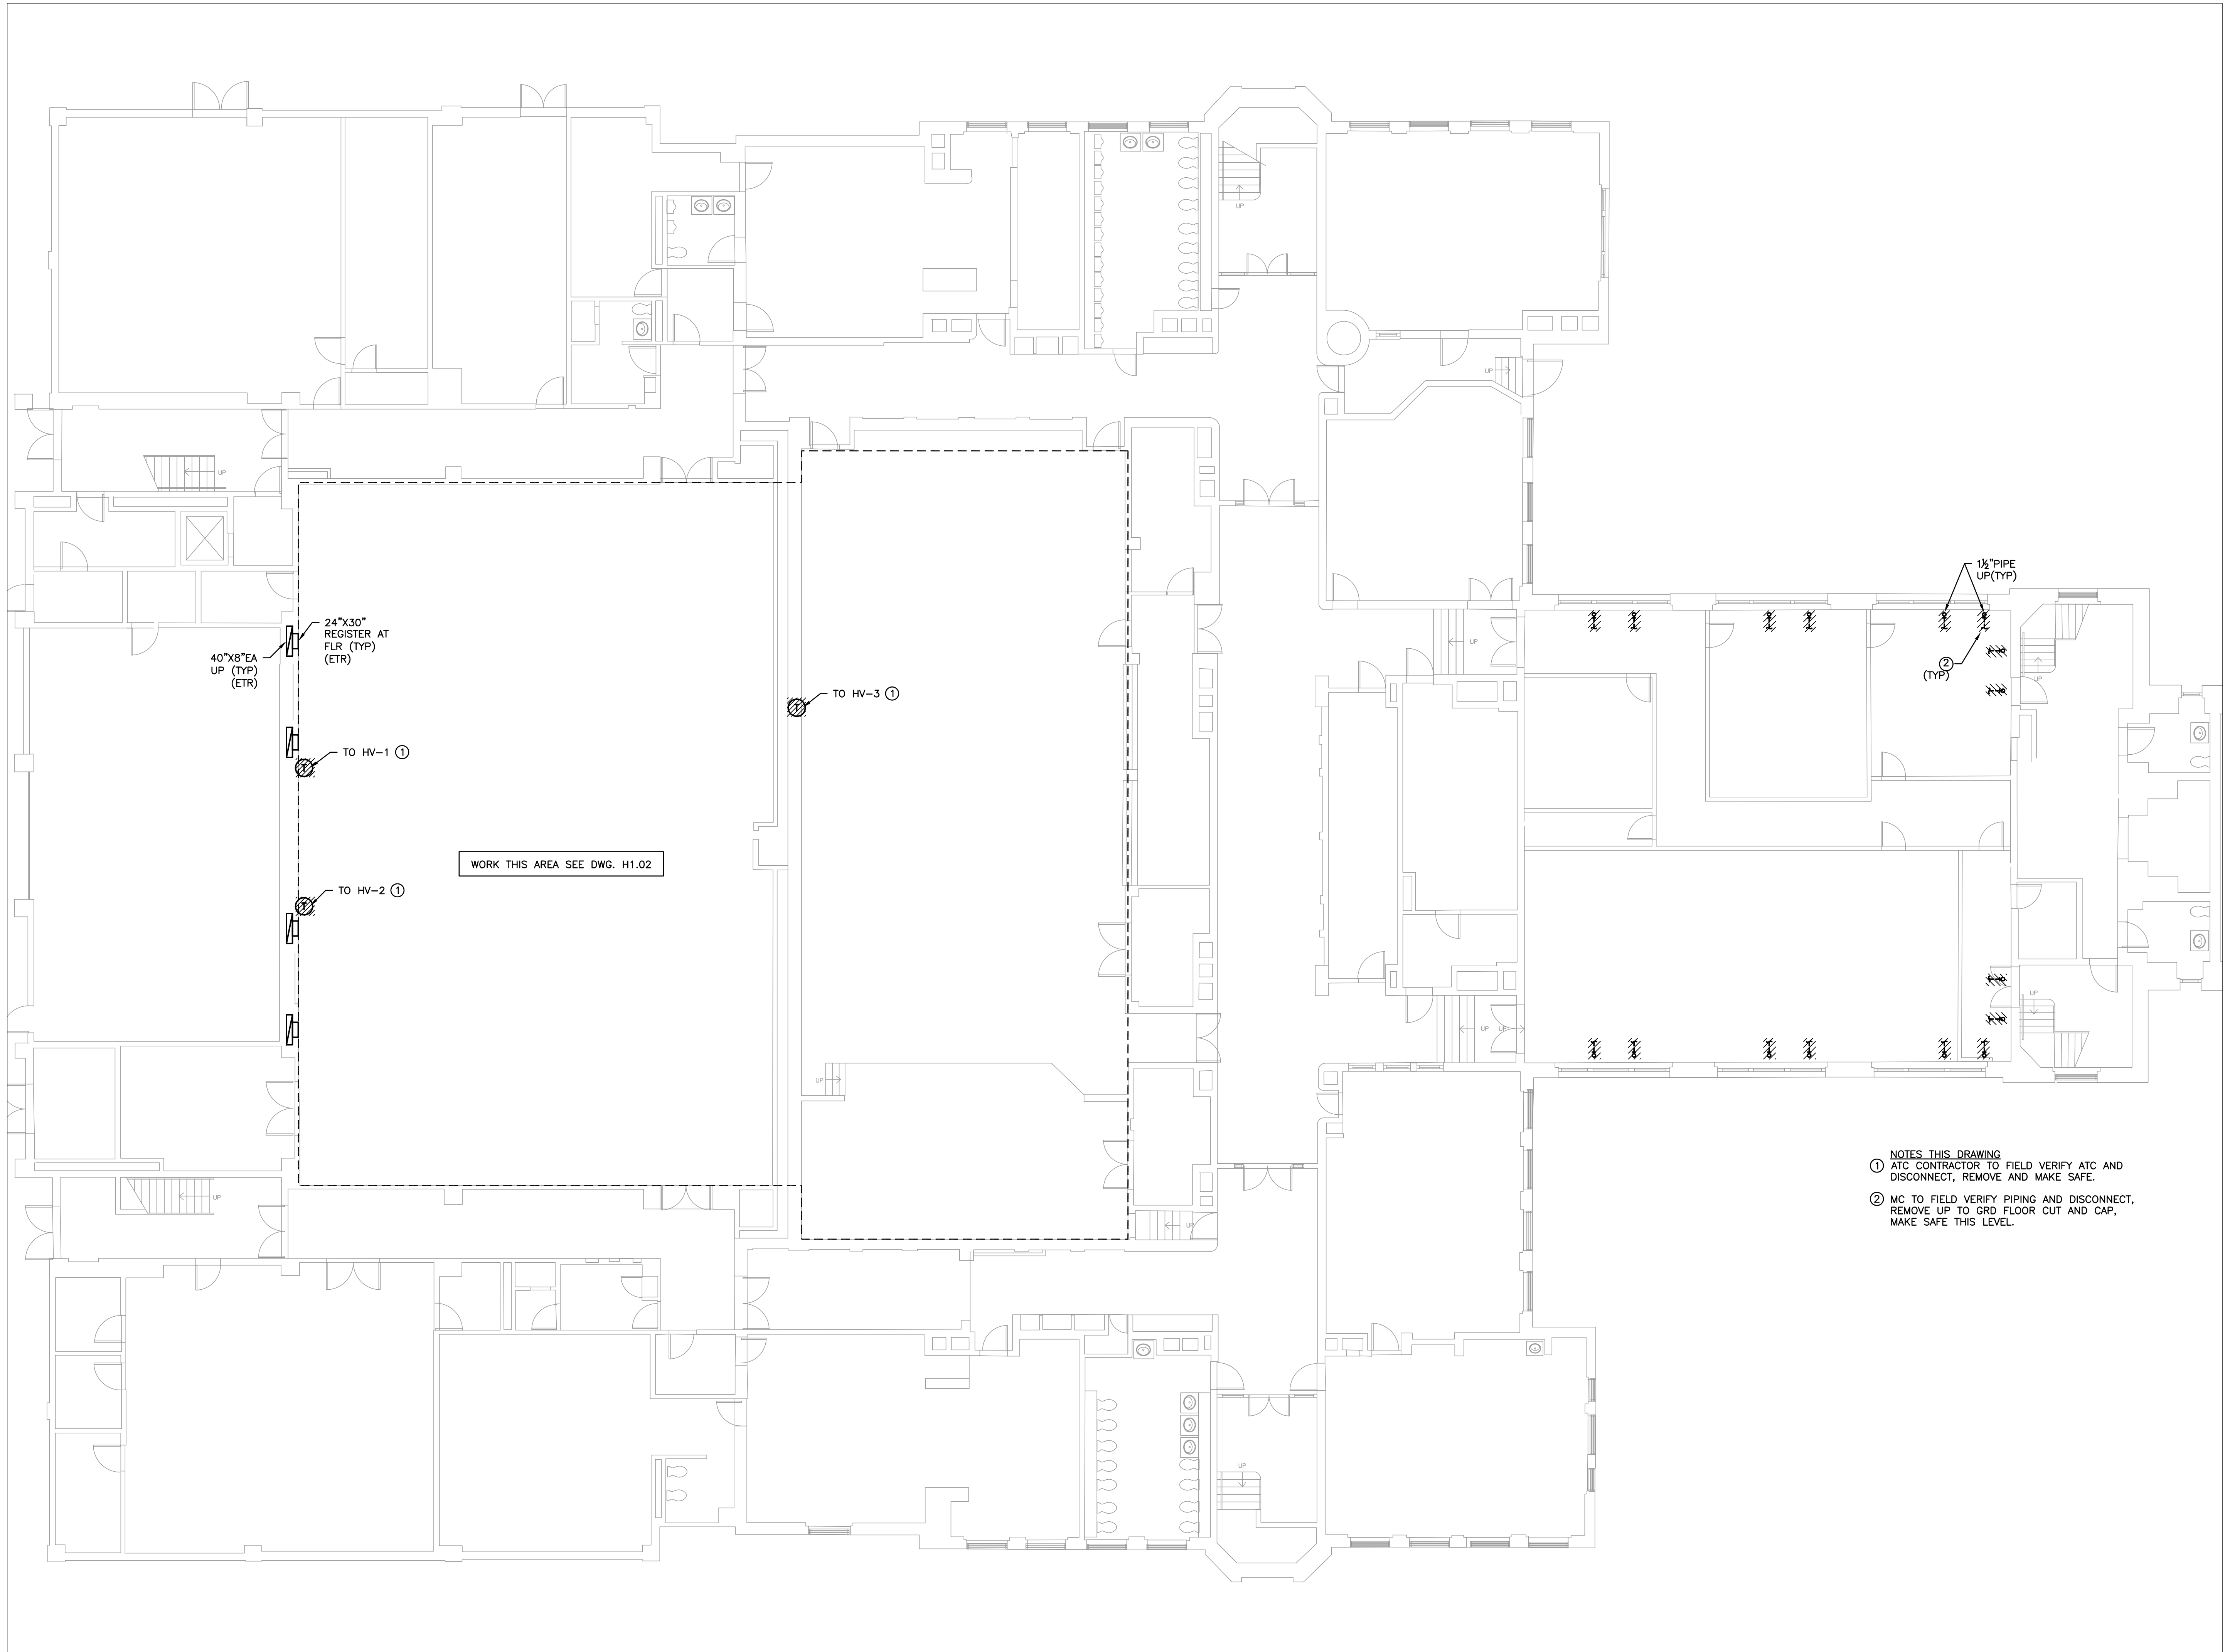 UP
UP
UP
UP
1½"PIPE
UP(TYP)
24"X30"
REGISTER AT
FLR (TYP)
(ETR)
40"X8"EA
UP (TYP)
(ETR)
UP
2
(TYP)
UP
TO HV-3 1
T
TO HV-1 1
T
WORK THIS AREA SEE DWG. H1.02
TO HV-2 1
T
UP
UP
UP
UP
NOTES THIS DRAWING
1 ATC CONTRACTOR TO FIELD VERIFY ATC AND
DISCONNECT, REMOVE AND MAKE SAFE.
2 MC TO FIELD VERIFY PIPING AND DISCONNECT,
REMOVE UP TO GRD FLOOR CUT AND CAP,
MAKE SAFE THIS LEVEL.
UP
UP
UP